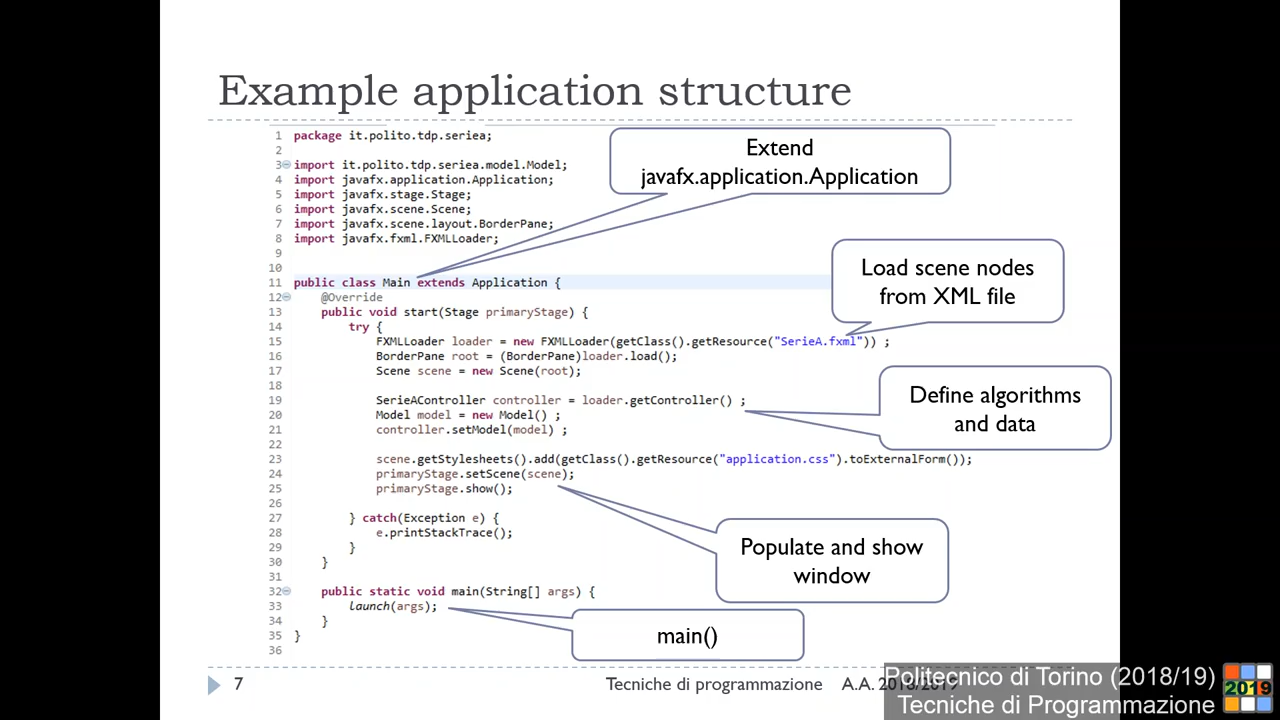 Example application structure
1 package it.polito.tdp.seriea;
2
3 import it.polito.tdp.seriea.model.Model;
4 import javafx.application.Application;
5 import javafx.stage.Stage;
6 import javafx.scene.Scene;
7 import javafx.scene.layout.BorderPane;
8 import javafx.fxml.FXMLLoader;
9
10
11 public class Main extends Application {
12 @Override
13 public void start(Stage primaryStage) {
14 try {
15 FXMLLoader loader = new FXMLLoader(getClass().getResource("SerieA.fxml")) ;
16 BorderPane root = (BorderPane)loader.load();
17 Scene scene = new Scene(root);
18
19 SerieAController controller = loader.getController() ;
20 Model model = new Model() ;
21 controller.setModel(model) ;
22
23 scene.getStylesheets().add(getClass().getResource("application.css").toExternalForm());
24 primaryStage.setScene(scene);
25 primaryStage.show();
26
27 } catch(Exception e) {
28 e.printStackTrace();
29 }
30 }
31
32 public static void main(String[] args) {
33 launch(args);
34 }
35 }
36
Extend
javafx.application.Application
Load scene nodes
from XML file
Define algorithms
and data
Populate and show
window
main()
7 Tecniche di programmazione A.A. 2018/2019
Politecnico di Torino (2018/19)
Tecniche di Programmazione
2019